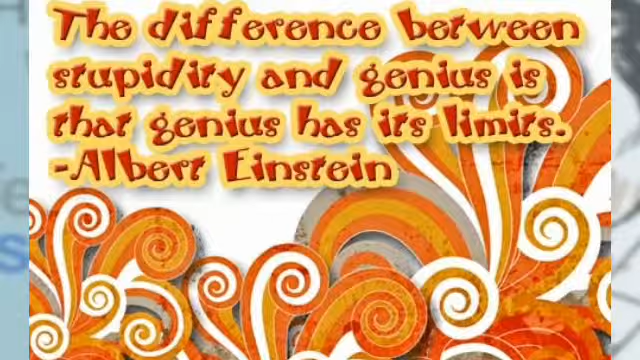 The difference between
stupidity and genius is
that genius has its limits.
-Albert Einstein